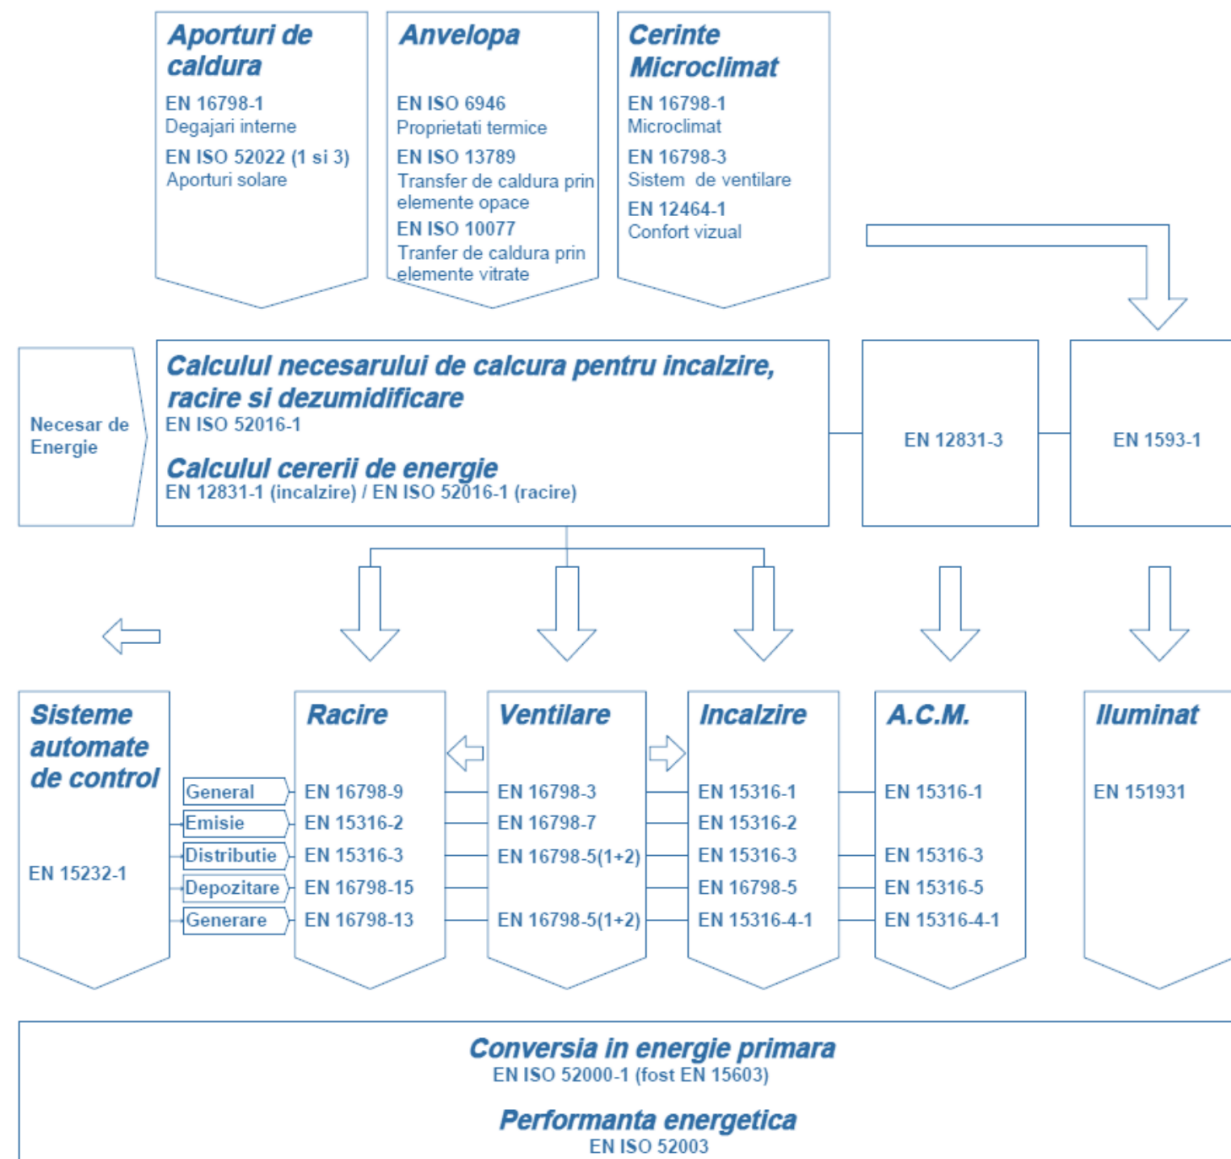 Aporturi de
caldura
EN 16798-1
Degajari interne
EN ISO 52022 (1 si 3)
Aporturi solare
Anvelopa
EN ISO 6946
Proprietati termice
EN ISO 13789
Transfer de caldura prin
elemente opace
EN ISO 10077
Tranfer de caldura prin
elemente vitrate
Cerinte
Microclimat
EN 16798-1
Microclimat
EN 16798-3
Sistem de ventilare
EN 12464-1
Confort vizual
Necesar de
Energie
Calculul necesarului de calcura pentru incalzire,
racire si dezumidificare
EN ISO 52016-1
Calculul cererii de energie
EN 12831-1 (incalzire) / EN ISO 52016-1 (racire)
EN 12831-3
EN 1593-1
Sisteme
automate
de control
EN 15232-1
General
Emisie
Distributie
Depozitare
Generare
Racire
EN 16798-9
EN 15316-2
EN 15316-3
EN 16798-15
EN 16798-13
Ventilare
EN 16798-3
EN 16798-7
EN 16798-5(1+2)
EN 16798-5(1+2)
Incalzire
EN 15316-1
EN 15316-2
EN 15316-3
EN 16798-5
EN 15316-4-1
A.C.M.
EN 15316-1
EN 15316-3
EN 15316-5
EN 15316-4-1
Iluminat
EN 151931
Conversia in energie primara
EN ISO 52000-1 (fost EN 15603)
Performanta energetica
EN ISO 52003